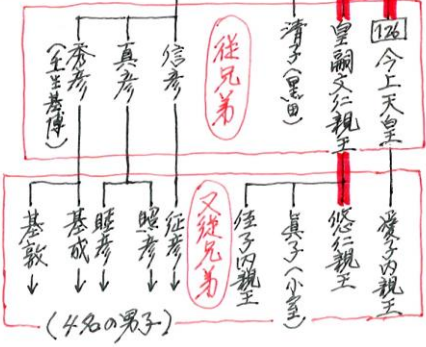 126 今上天皇
皇嗣文仁親王
清子(黒田)
従兄弟
信彦
真彦
秀彦
(壬生基博)
愛子内親王
悠仁親王
眞子(小室)
佳子内親王
又従兄弟
征彦
照彦
睦彦
基成
基敦
(4名の男子)